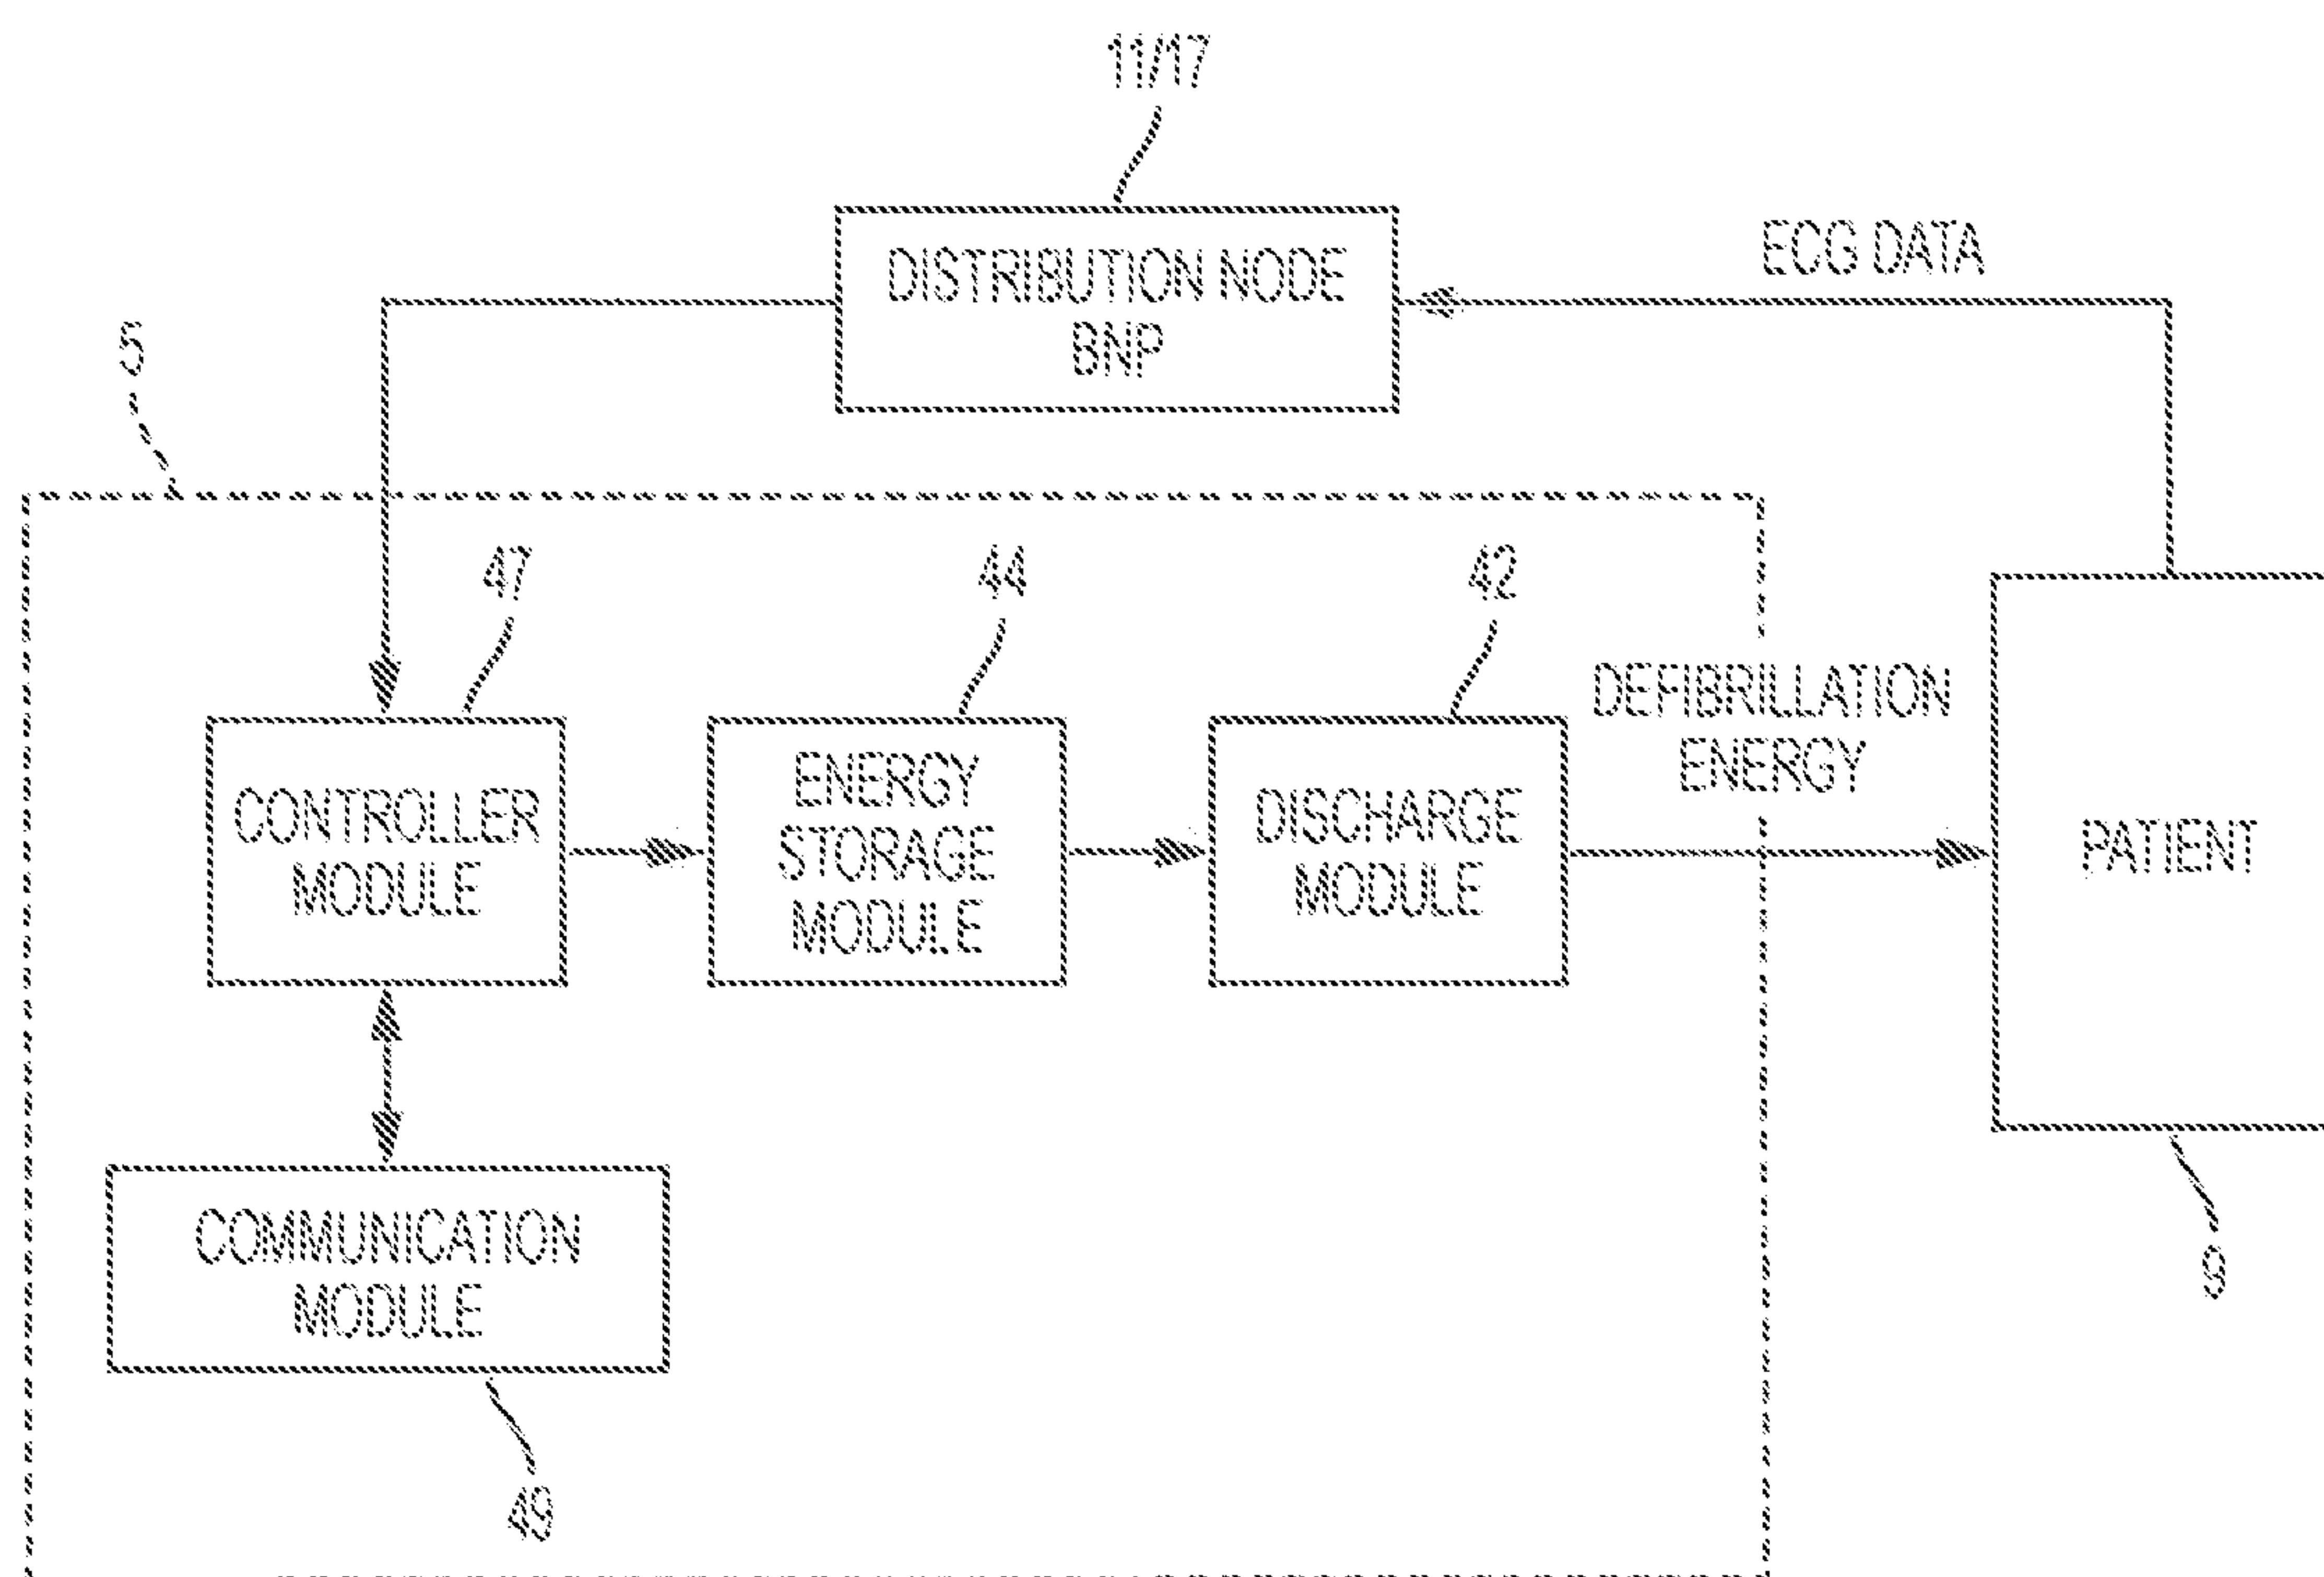 11/17
DISTRIBUTION NODE
BNP
ECG DATA
5
47
44
42
DEFIBRILLATION
ENERGY
CONTROLLER
MODULE
ENERGY
STORAGE
MODULE
DISCHARGE
MODULE
PATIENT
COMMUNICATION
MODULE
9
49